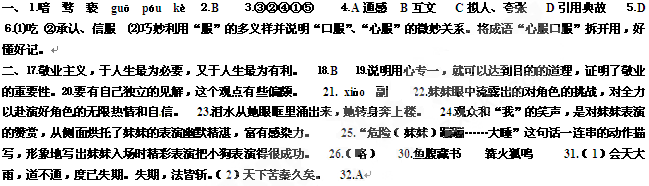 一、 1.喑 骛 亵 guō póu kè 2.B 3.③②④①⑤ 4.A 通感 B 互文 C 拟人、夸张 D 引用典故 5.D
6.⑴吃 ⑵承认、信服 ⑵巧妙利用“服”的多义样并说明“口服”、“心服”的微妙关系。将成语“心服口服”拆开用，好
懂好记。
二、17.敬业主义，于人生最为必要，又于人生最为有利。 18.B 19.说明用心专一，就可以达到目的的道理，证明了敬业
的重要性。20.要有自己独立的见解，这个观点有些偏颇。 21. xiāo 副 22.妹妹眼中流露出的对角色的挑战，对全力
以赴演好角色的无限热情和自信。 23.泪水从她眼眶里涌出来，她转身奔上楼。 24.观众和“我”的笑声，是对妹妹表演
的赞赏，从侧面烘托了妹妹的表演幽默精湛，富有感染力。 25.“危险（妹妹）蹦蹦……大睡”这句话一连串的动作描
写，形象地写出妹妹入场时精彩表演把小狗表演得很成功。 26.（略） 30.鱼腹藏书 篝火狐鸣 31.（1）会天大
雨，道不通，度已失期。失期，法皆斩。（2）天下苦秦久矣。 32.A